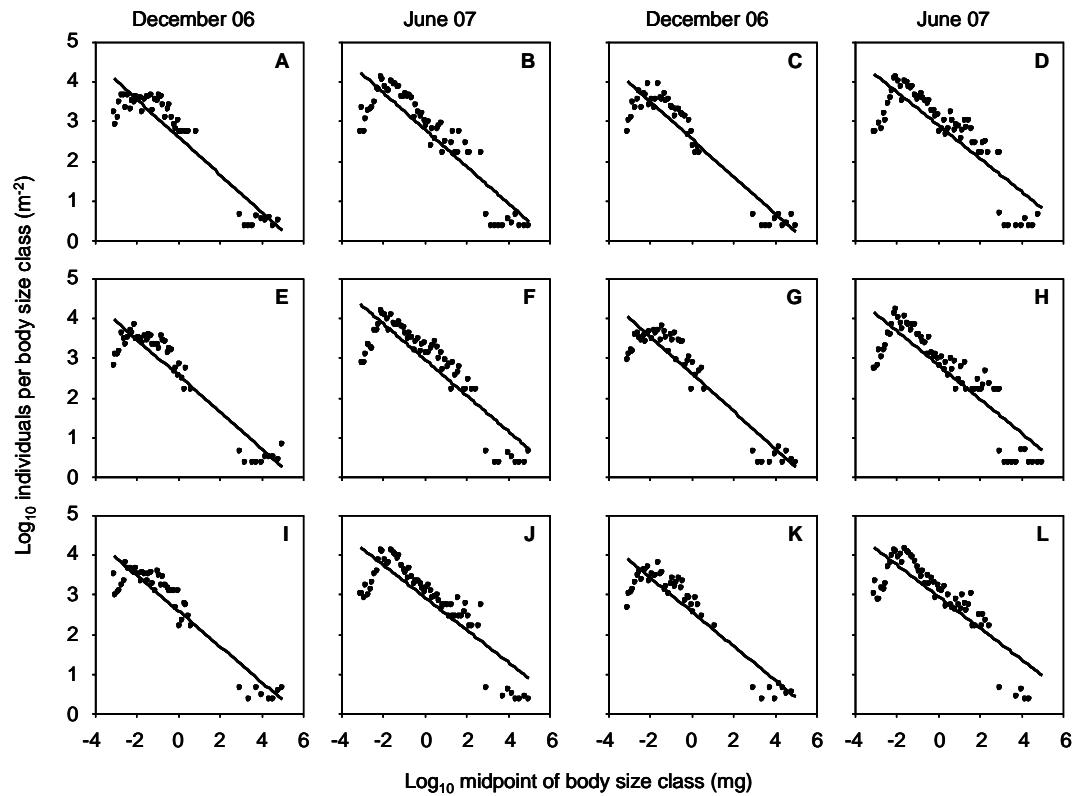 December 06 June 07 December 06 June 07
Log10 individuals per body size class (m-2)
5 A B C D
4
3
2
1
0
5 E F G H
4
3
2
1
0
5 I J K L
4
3
2
1
0
-4 -2 0 2 4 6 -4 -2 0 2 4 6 -4 -2 0 2 4 6 -4 -2 0 2 4 6
Log10 midpoint of body size class (mg)